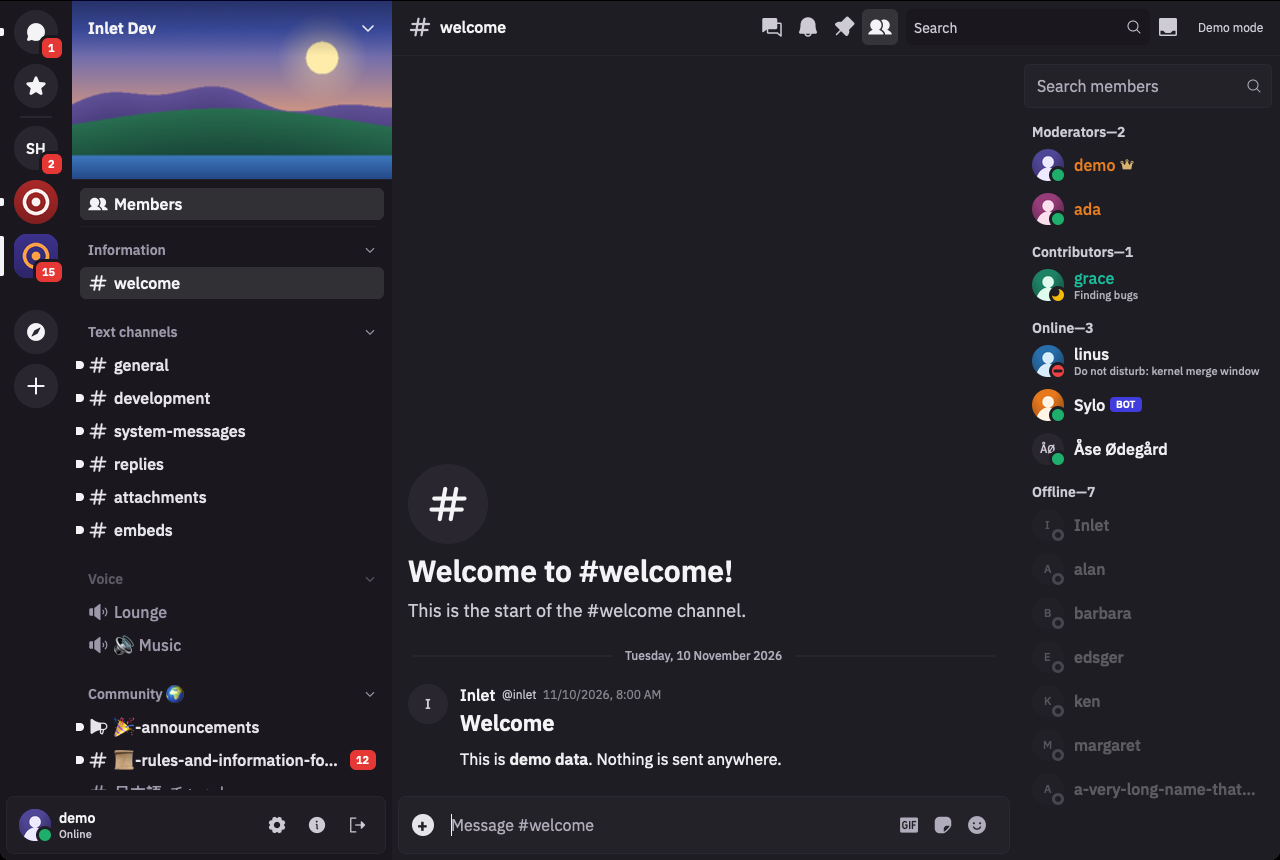 1
SH
2
15
Inlet Dev
Members
Information
welcome
Text channels
general
development
system-messages
replies
attachments
embeds
Voice
Lounge
🔊 Music
Community 🌍
🎉-announcements
📜-rules-and-information-fo... 12
demo
Online
# welcome
Search
Demo mode
Welcome to #welcome!
This is the start of the #welcome channel.
Tuesday, 10 November 2026
I
Inlet @inlet 11/10/2026, 8:00 AM
Welcome
This is demo data. Nothing is sent anywhere.
Message #welcome
GIF
Search members
Moderators—2
demo
ada
Contributors—1
grace
Finding bugs
Online—3
linus
Do not disturb: kernel merge window
Sylo BOT
ÅØ Åse Ødegård
Offline—7
I Inlet
A alan
B barbara
E edsger
K ken
M margaret
A a-very-long-name-that...